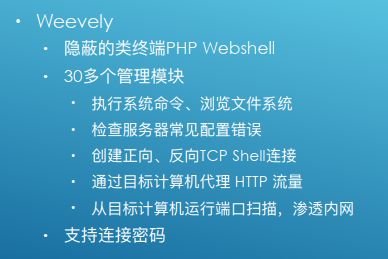 Weevely
隐蔽的类终端PHP Webshell
30多个管理模块
执行系统命令、浏览文件系统
检查服务器常见配置错误
创建正向、反向TCP Shell连接
通过目标计算机代理 HTTP 流量
从目标计算机运行端口扫描，渗透内网
支持连接密码